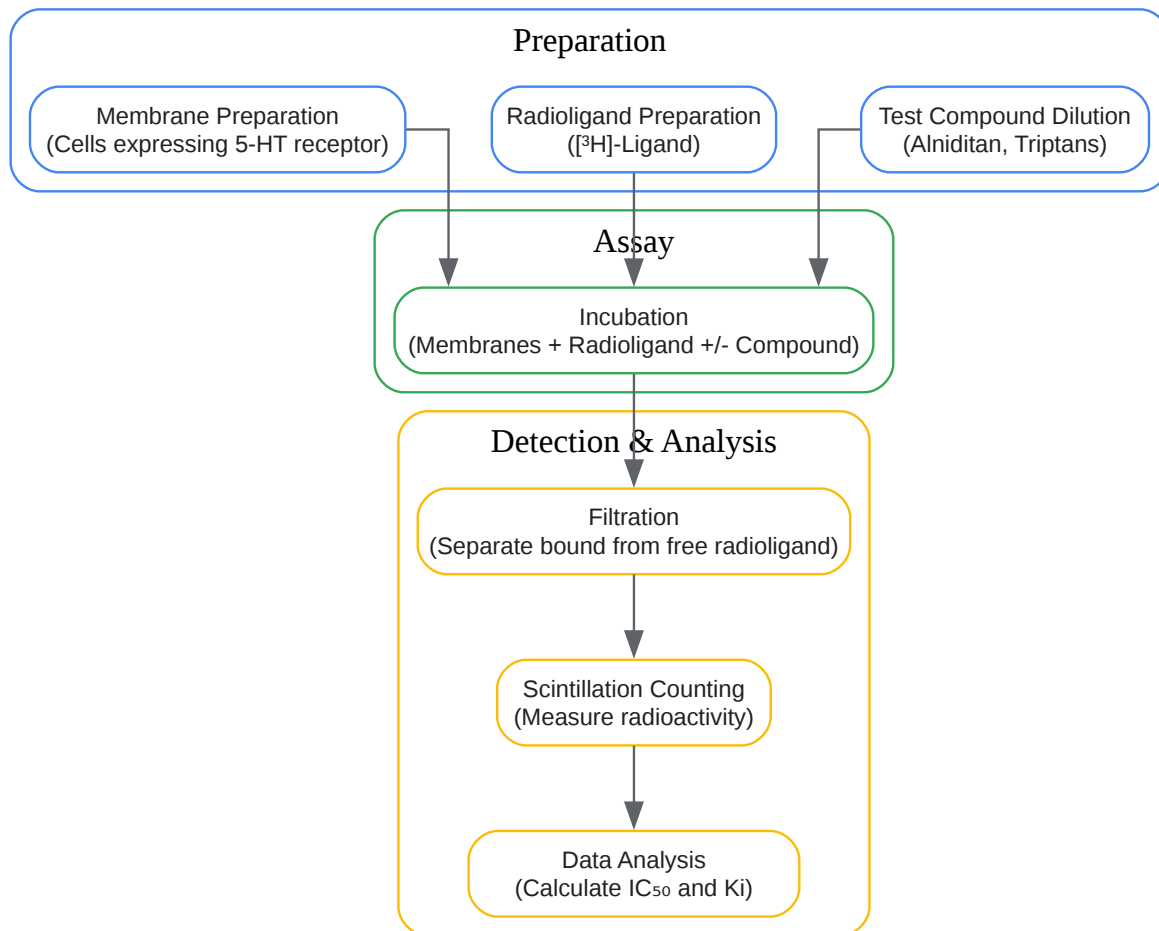 Preparation
Membrane Preparation
(Cells expressing 5-HT receptor)
Radioligand Preparation
([³H]-Ligand)
Test Compound Dilution
(Alniditan, Triptans)
Assay
Incubation
(Membranes + Radioligand +/- Compound)
Detection & Analysis
Filtration
(Separate bound from free radioligand)
Scintillation Counting
(Measure radioactivity)
Data Analysis
(Calculate IC₅₀ and Ki)